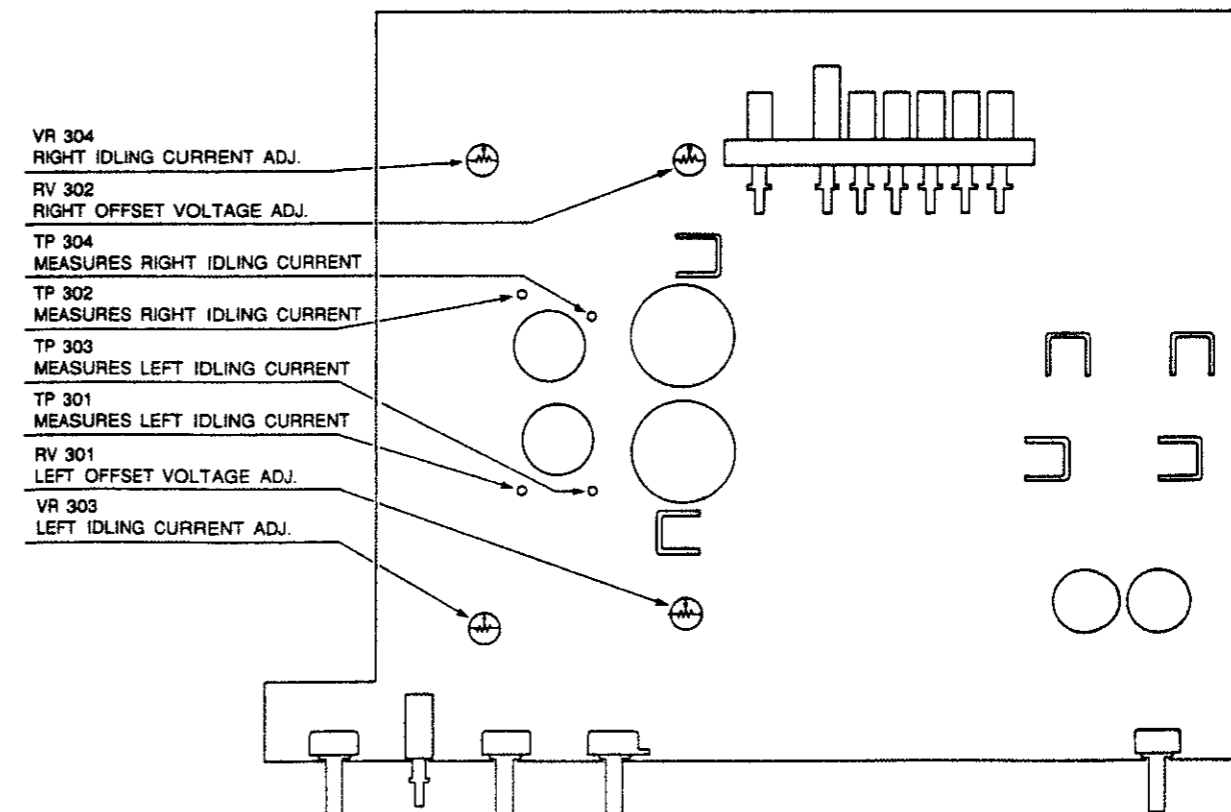 VR 304
RIGHT IDLING CURRENT ADJ.
RV 302
RIGHT OFFSET VOLTAGE ADJ.
TP 304
MEASURES RIGHT IDLING CURRENT
TP 302
MEASURES RIGHT IDLING CURRENT
TP 303
MEASURES LEFT IDLING CURRENT
TP 301
MEASURES LEFT IDLING CURRENT
RV 301
LEFT OFFSET VOLTAGE ADJ.
VR 303
LEFT IDLING CURRENT ADJ.